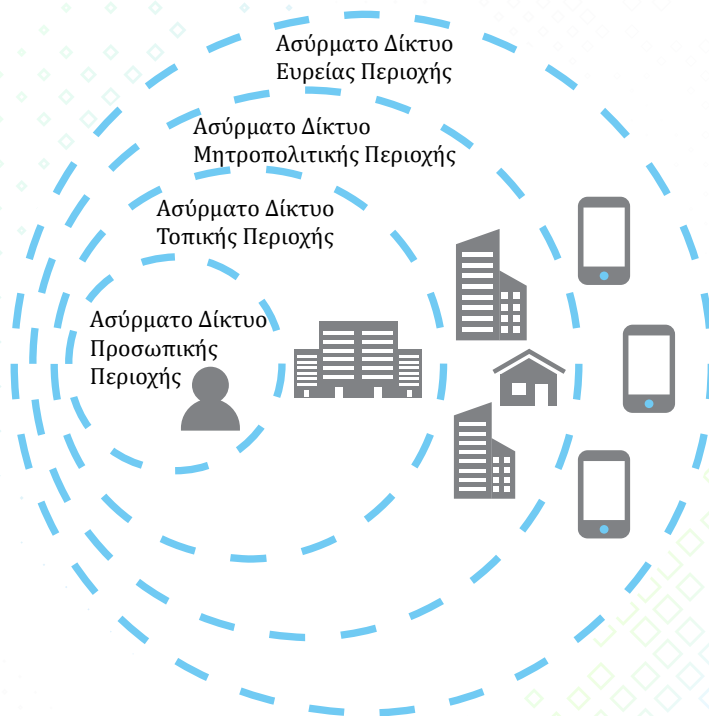 Ασύρματο Δίκτυο
Ευρείας Περιοχής
Ασύρματο Δίκτυο
Μητροπολιτικής Περιοχής
Ασύρματο Δίκτυο
Τοπικής Περιοχής
Ασύρματο Δίκτυο
Προσωπικής
Περιοχής